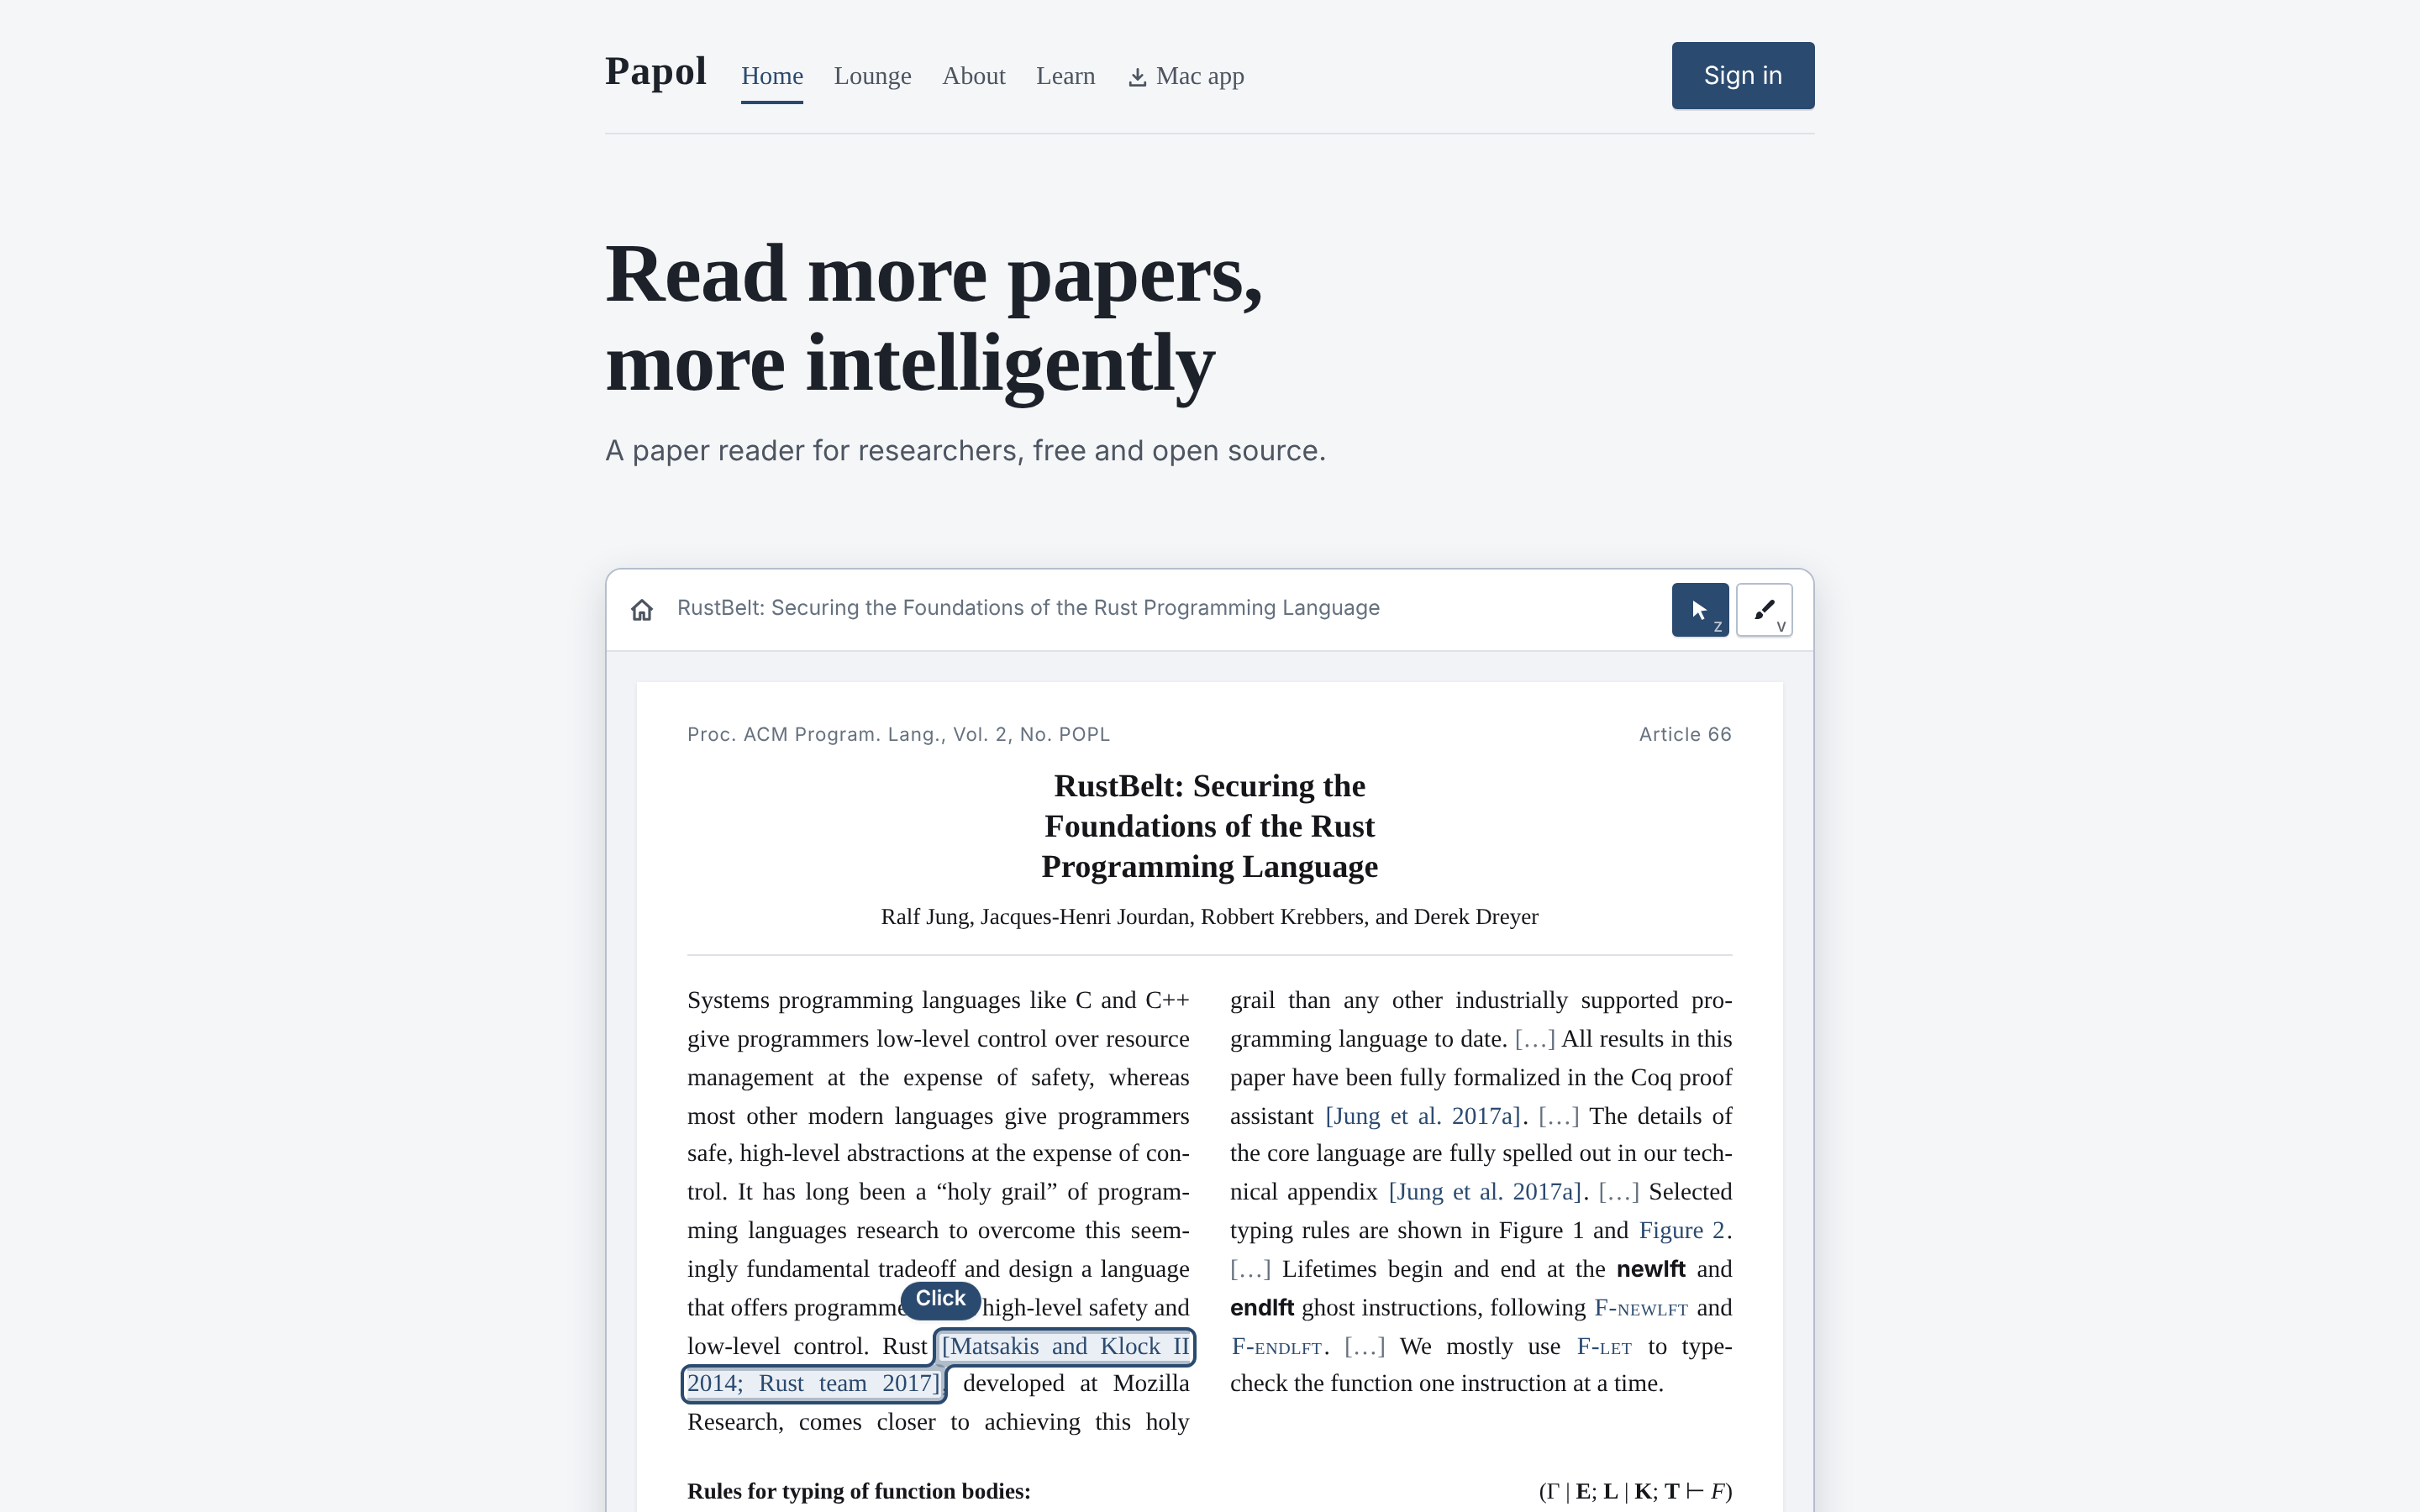 Papol Home Lounge About Learn Mac app Sign in
Read more papers,
more intelligently
A paper reader for researchers, free and open source.
RustBelt: Securing the Foundations of the Rust Programming Language z v
Proc. ACM Program. Lang., Vol. 2, No. POPL Article 66
RustBelt: Securing the
Foundations of the Rust
Programming Language
Ralf Jung, Jacques-Henri Jourdan, Robbert Krebbers, and Derek Dreyer
Systems programming languages like C and C++
give programmers low-level control over resource
management at the expense of safety, whereas
most other modern languages give programmers
safe, high-level abstractions at the expense of con-
trol. It has long been a “holy grail” of program-
ming languages research to overcome this seem-
ingly fundamental tradeoff and design a language
Click
that offers high-level safety and
low-level control. Rust [Matsakis and Klock II
2014; Rust team 2017], developed at Mozilla
Research, comes closer to achieving this holy
grail than any other industrially supported pro-
gramming language to date. […] All results in this
paper have been fully formalized in the Coq proof
assistant [Jung et al. 2017a]. […] The details of
the core language are fully spelled out in our tech-
nical appendix [Jung et al. 2017a]. […] Selected
typing rules are shown in Figure 1 and Figure 2.
[…] Lifetimes begin and end at the newlft and
endlft ghost instructions, following F-NEWLFT and
F-ENDLFT. […] We mostly use F-LET to type-
check the function one instruction at a time.
Rules for typing of function bodies: (Γ | E; L | K; T ⊢ F)